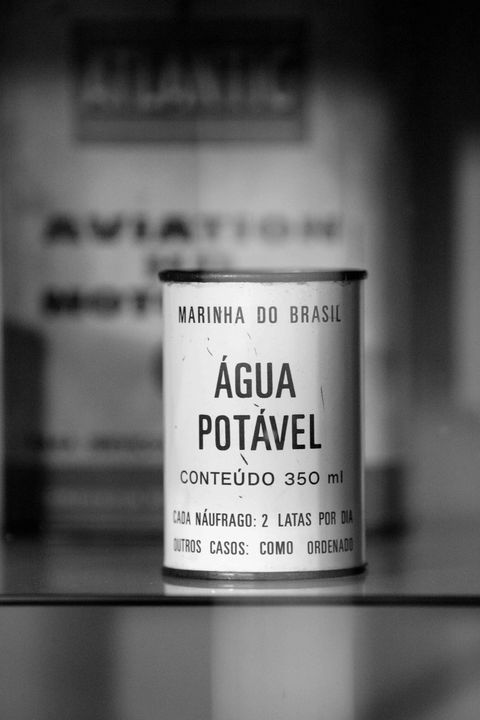 ATLANTIC
AVIATION
MARINHA DO BRASIL
ÁGUA
POTÁVEL
CONTEÚDO 350 ml
CADA NÁUFRAGO: 2 LATAS POR DIA
OUTROS CASOS: COMO ORDENADO